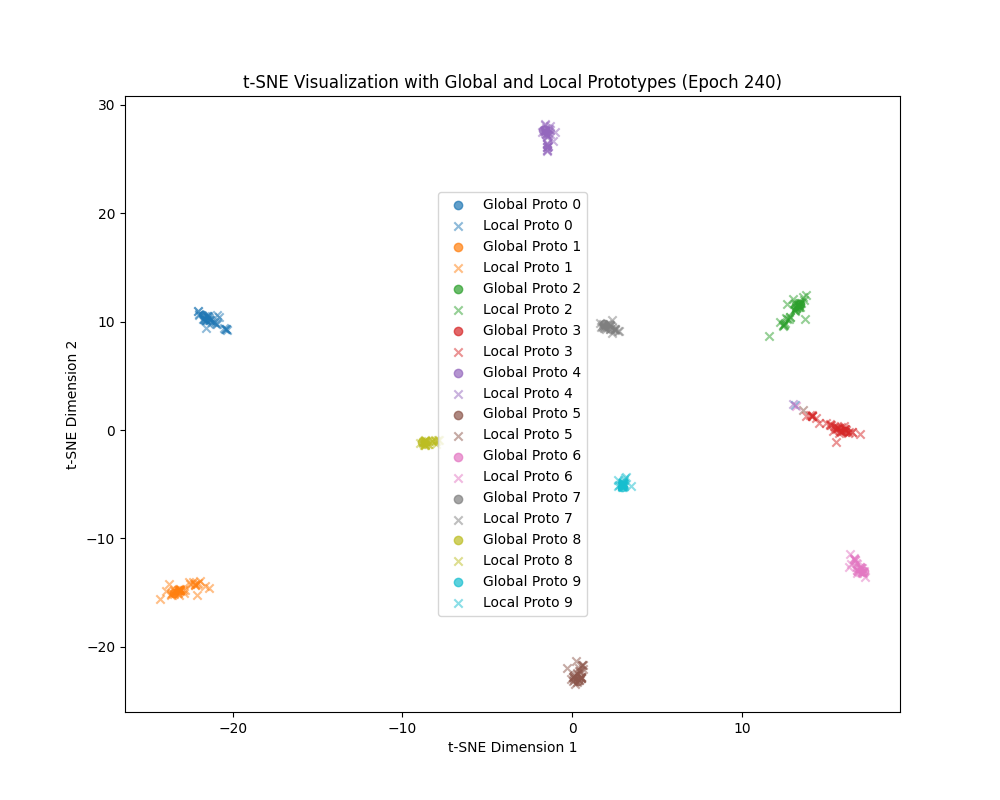 t-SNE Visualization with Global and Local Prototypes (Epoch 240)
30
20
10
0
−10
−20
t-SNE Dimension 2
Global Proto 0
Local Proto 0
Global Proto 1
Local Proto 1
Global Proto 2
Local Proto 2
Global Proto 3
Local Proto 3
Global Proto 4
Local Proto 4
Global Proto 5
Local Proto 5
Global Proto 6
Local Proto 6
Global Proto 7
Local Proto 7
Global Proto 8
Local Proto 8
Global Proto 9
Local Proto 9
−20 −10 0 10
t-SNE Dimension 1